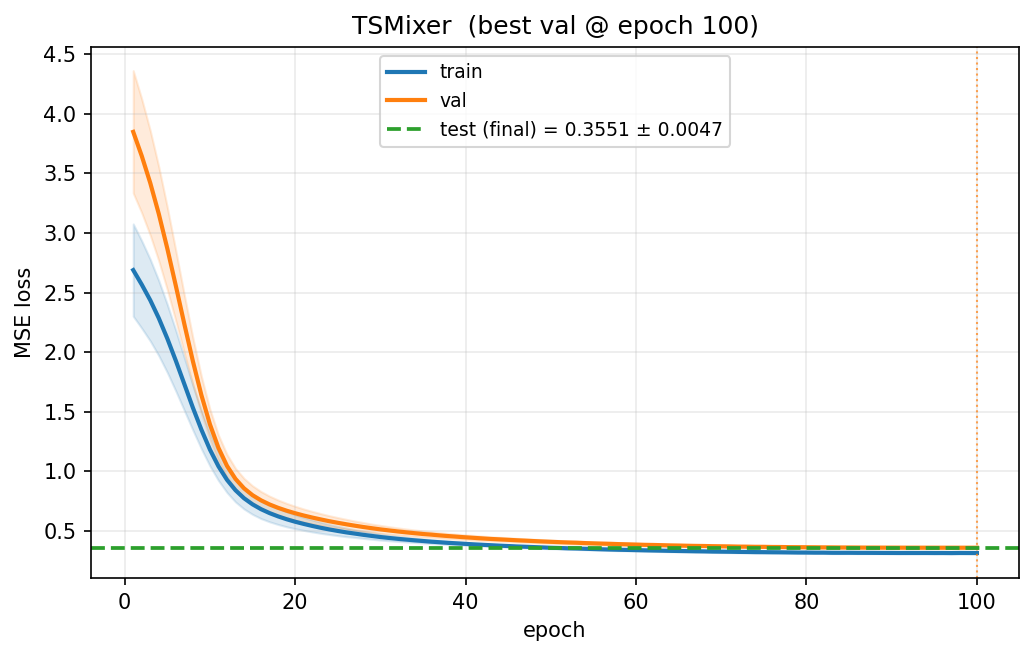 TSMixer  (best val @ epoch 100)
train
val
test (final) = 0.3551 ± 0.0047
MSE loss
4.5
4.0
3.5
3.0
2.5
2.0
1.5
1.0
0.5
0 20 40 60 80 100
epoch